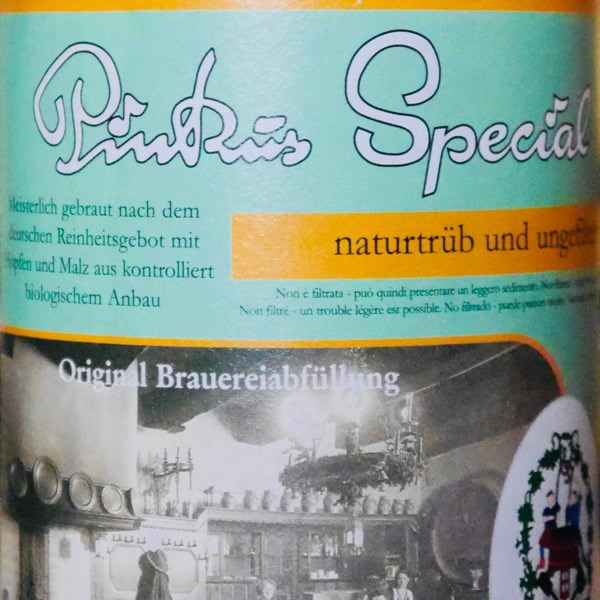 Pinkus Special
Meisterlich gebraut nach dem
deutschen Reinheitsgebot mit
Hopfen und Malz aus kontrolliert
biologischem Anbau
naturtrüb und
Non è filtrata - può quindi presentare un leggero sedimento.
Non filtré - un trouble légère est possible. No filtrado - puede
Original Brauereiabfüllung